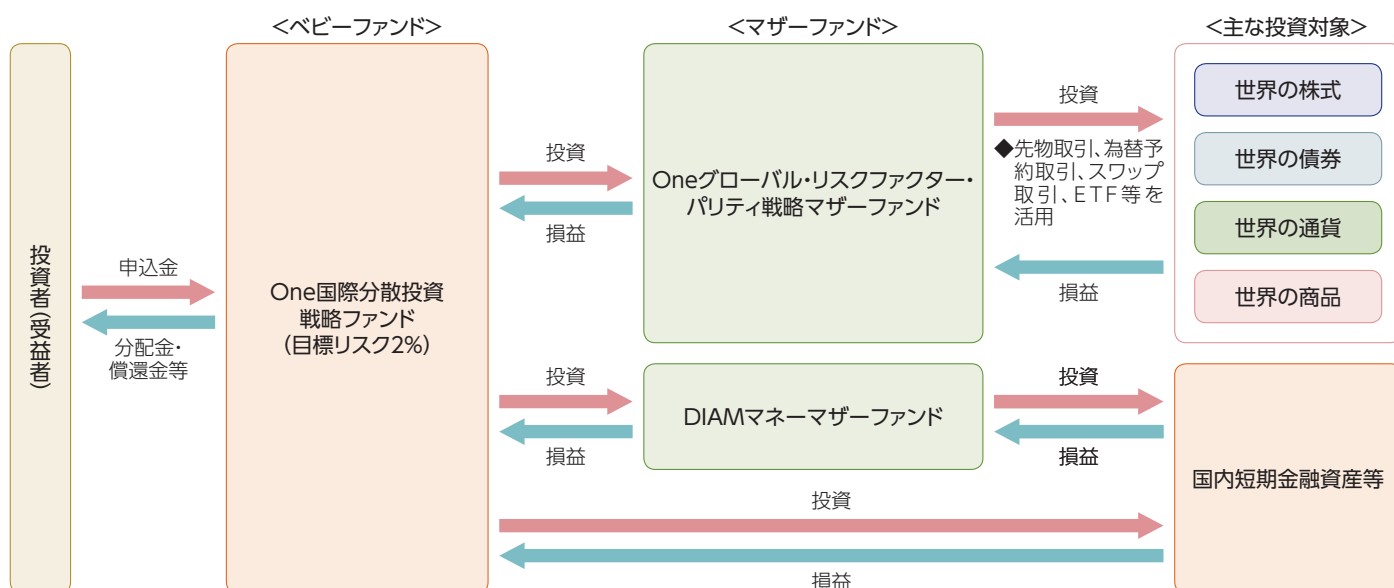 <ベビーファンド>
<マザーファンド>
<主な投資対象>
投資者(受益者)
申込金
分配金・
償還金等
One国際分散投資
戦略ファンド
(目標リスク2%)
投資
損益
Oneグローバル・リスクファクター・
パリティ戦略マザーファンド
投資
◆先物取引、為替予
約取引、スワップ
取引、ETF等を
活用
損益
世界の株式
世界の債券
世界の通貨
世界の商品
投資
損益
DIAMマネーマザーファンド
投資
損益
国内短期金融資産等
投資
損益